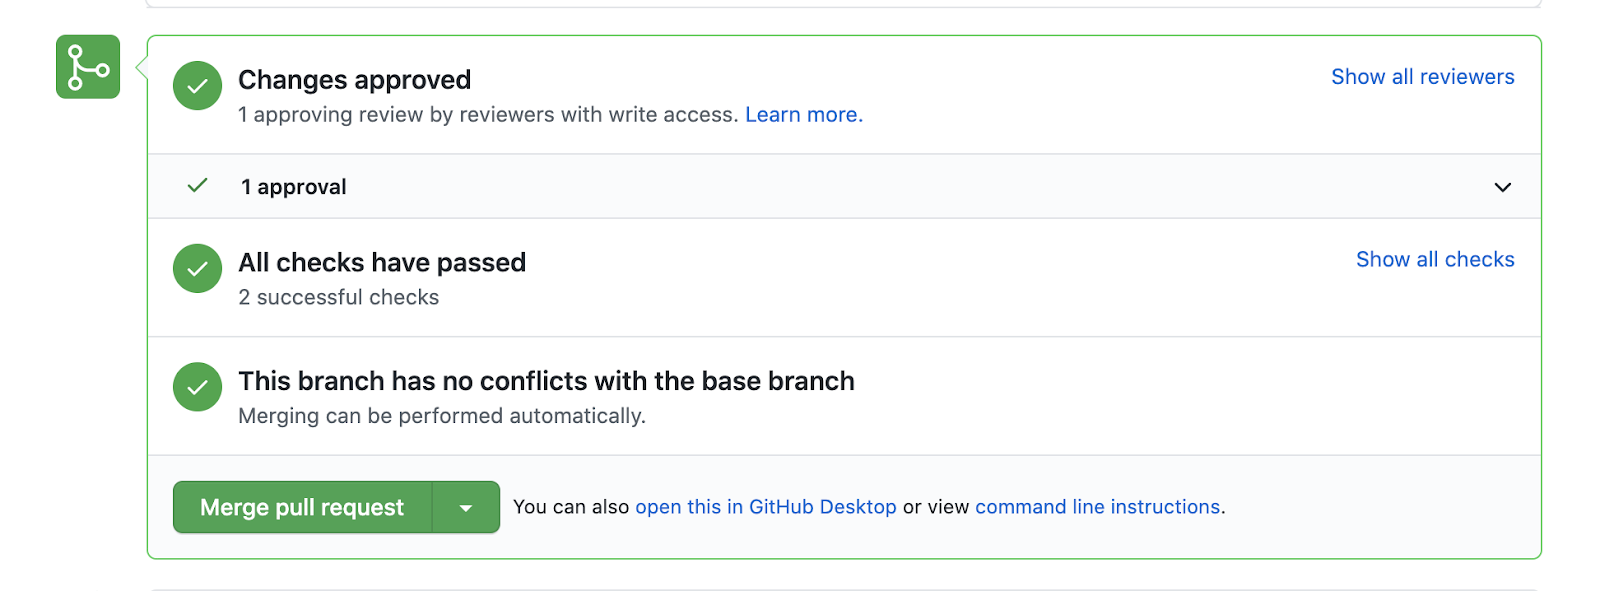 Changes approved
Show all reviewers
1 approving review by reviewers with write access. Learn more.
1 approval
All checks have passed
Show all checks
2 successful checks
This branch has no conflicts with the base branch
Merging can be performed automatically.
Merge pull request
You can also open this in GitHub Desktop or view command line instructions.